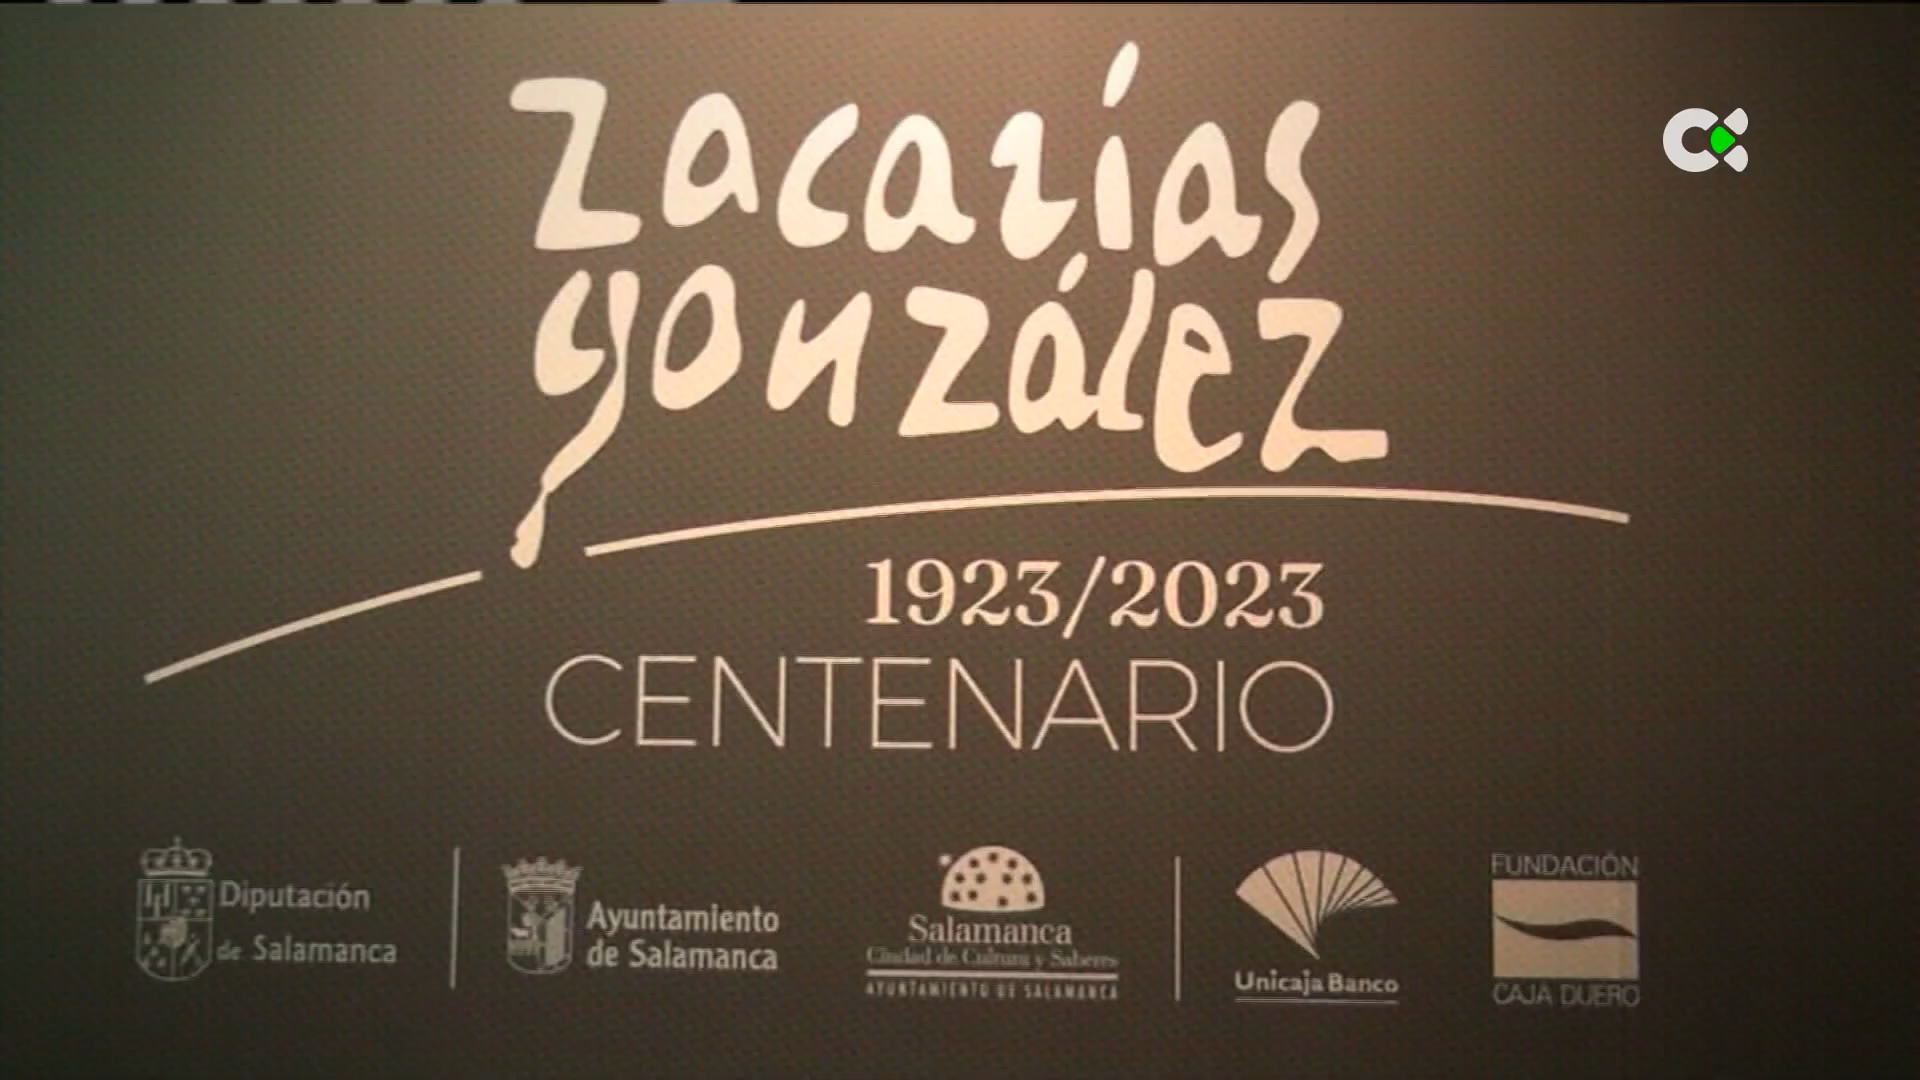 zacarías
gonzález
1923/2023
CENTENARIO
Diputación
de Salamanca
Ayuntamiento
de Salamanca
Salamanca
Ciudad de Cultura y Saberes
AYUNTAMIENTO DE SALAMANCA
Unicaja Banco
FUNDACIÓN
CAJA DUERO